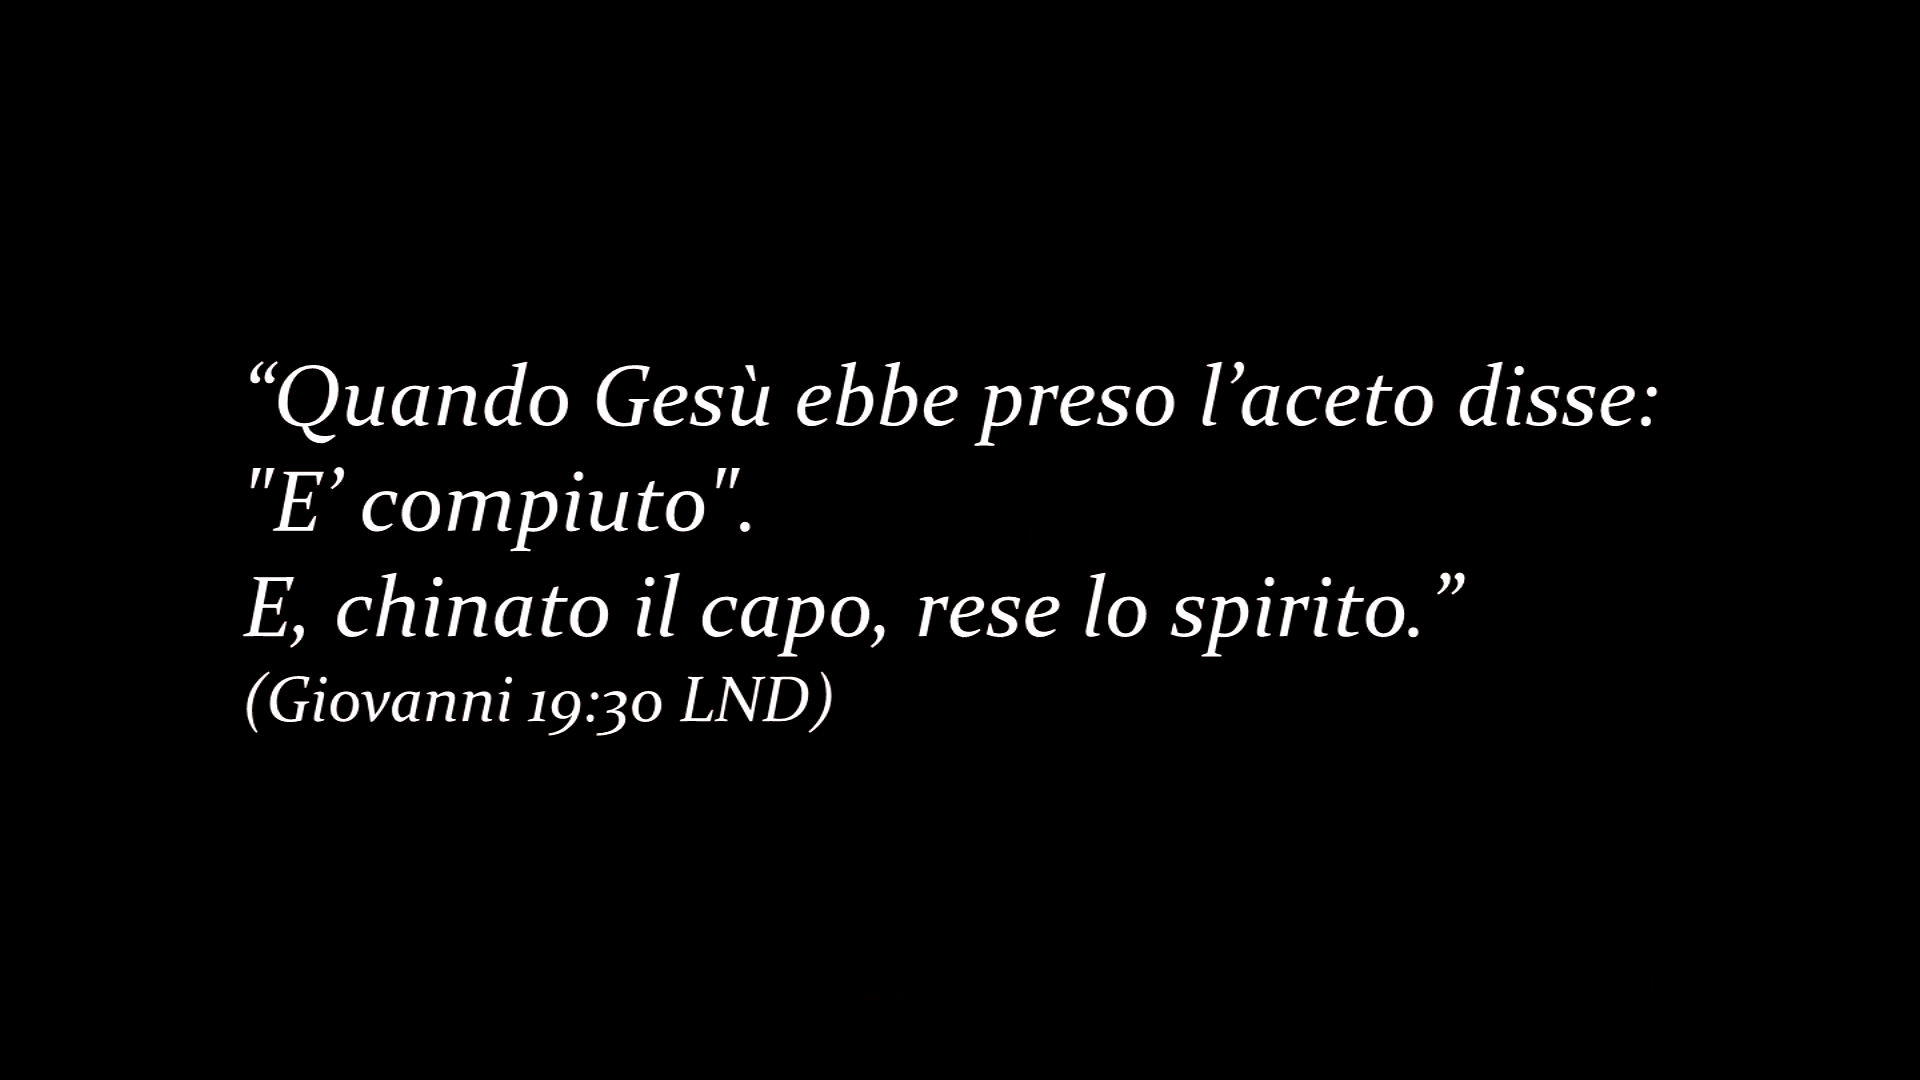 “Quando Gesù ebbe preso l’aceto disse:
"E’ compiuto".
E, chinato il capo, rese lo spirito.”
(Giovanni 19:30 LND)